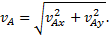 v_A = √(v_{Ax}^2 + v_{Ay}^2).